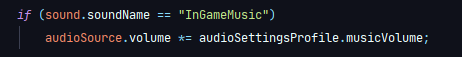 if (sound.soundName == "InGameMusic")
    audioSource.volume *= audioSettingsProfile.musicVolume;